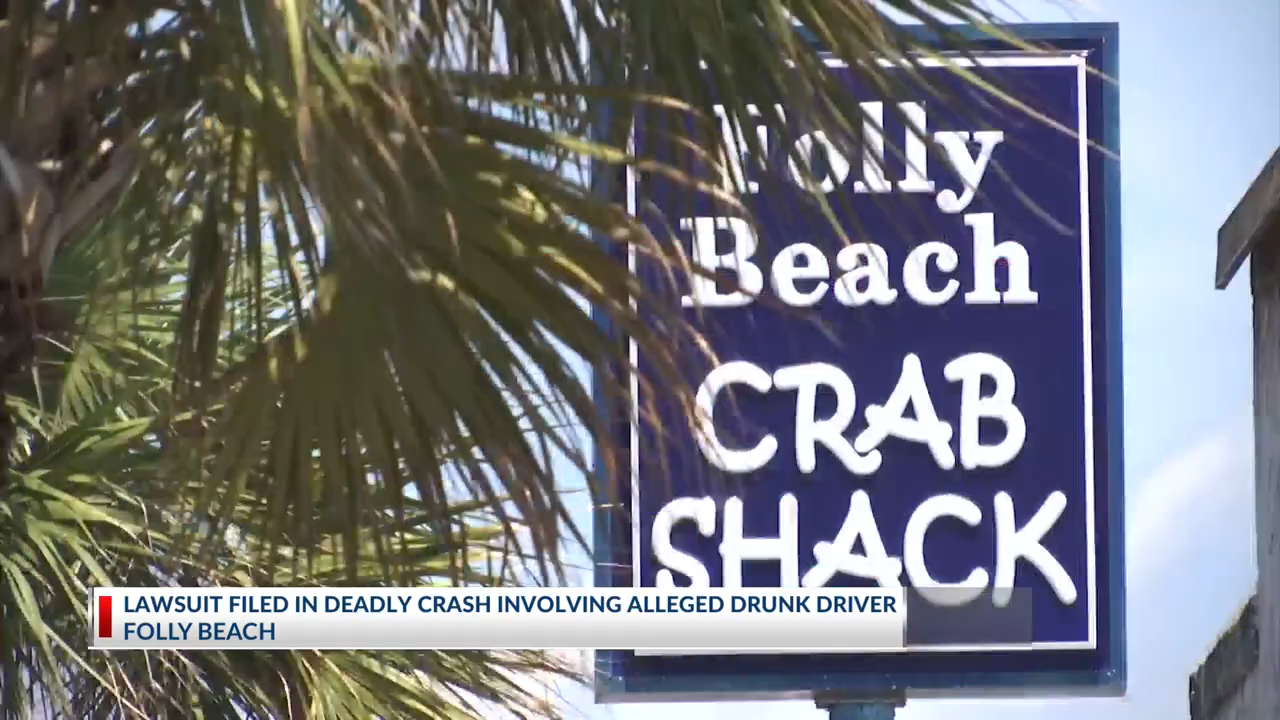 Folly
Beach
CRAB
SHACK
LAWSUIT FILED IN DEADLY CRASH INVOLVING ALLEGED DRUNK DRIVER
FOLLY BEACH